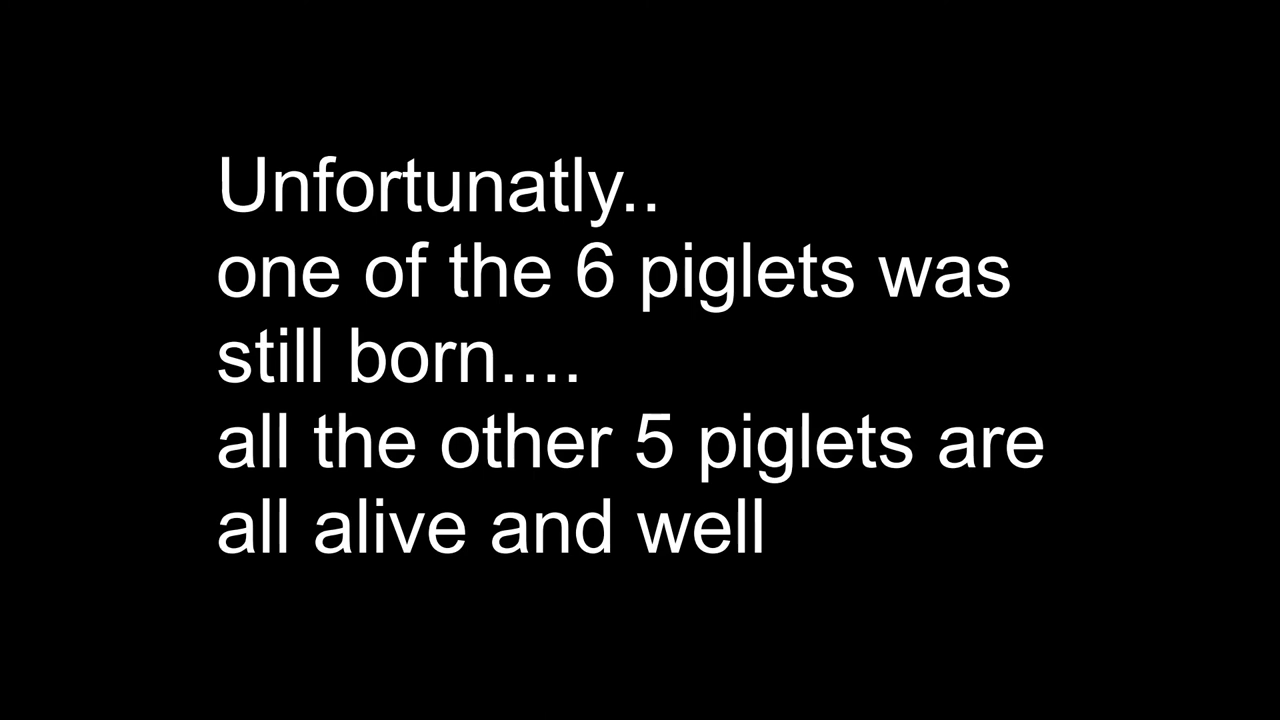 Unfortunatly..
one of the 6 piglets was
still born....
all the other 5 piglets are
all alive and well